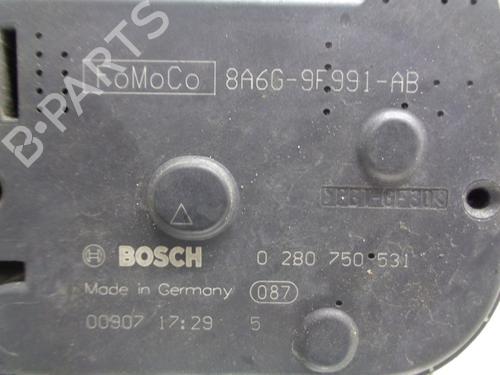 B-PARTS
FoMoCo 8A6G-9F991-AB
BOSCH 0 280 750 531
Made in Germany 087
00907 17:29 5